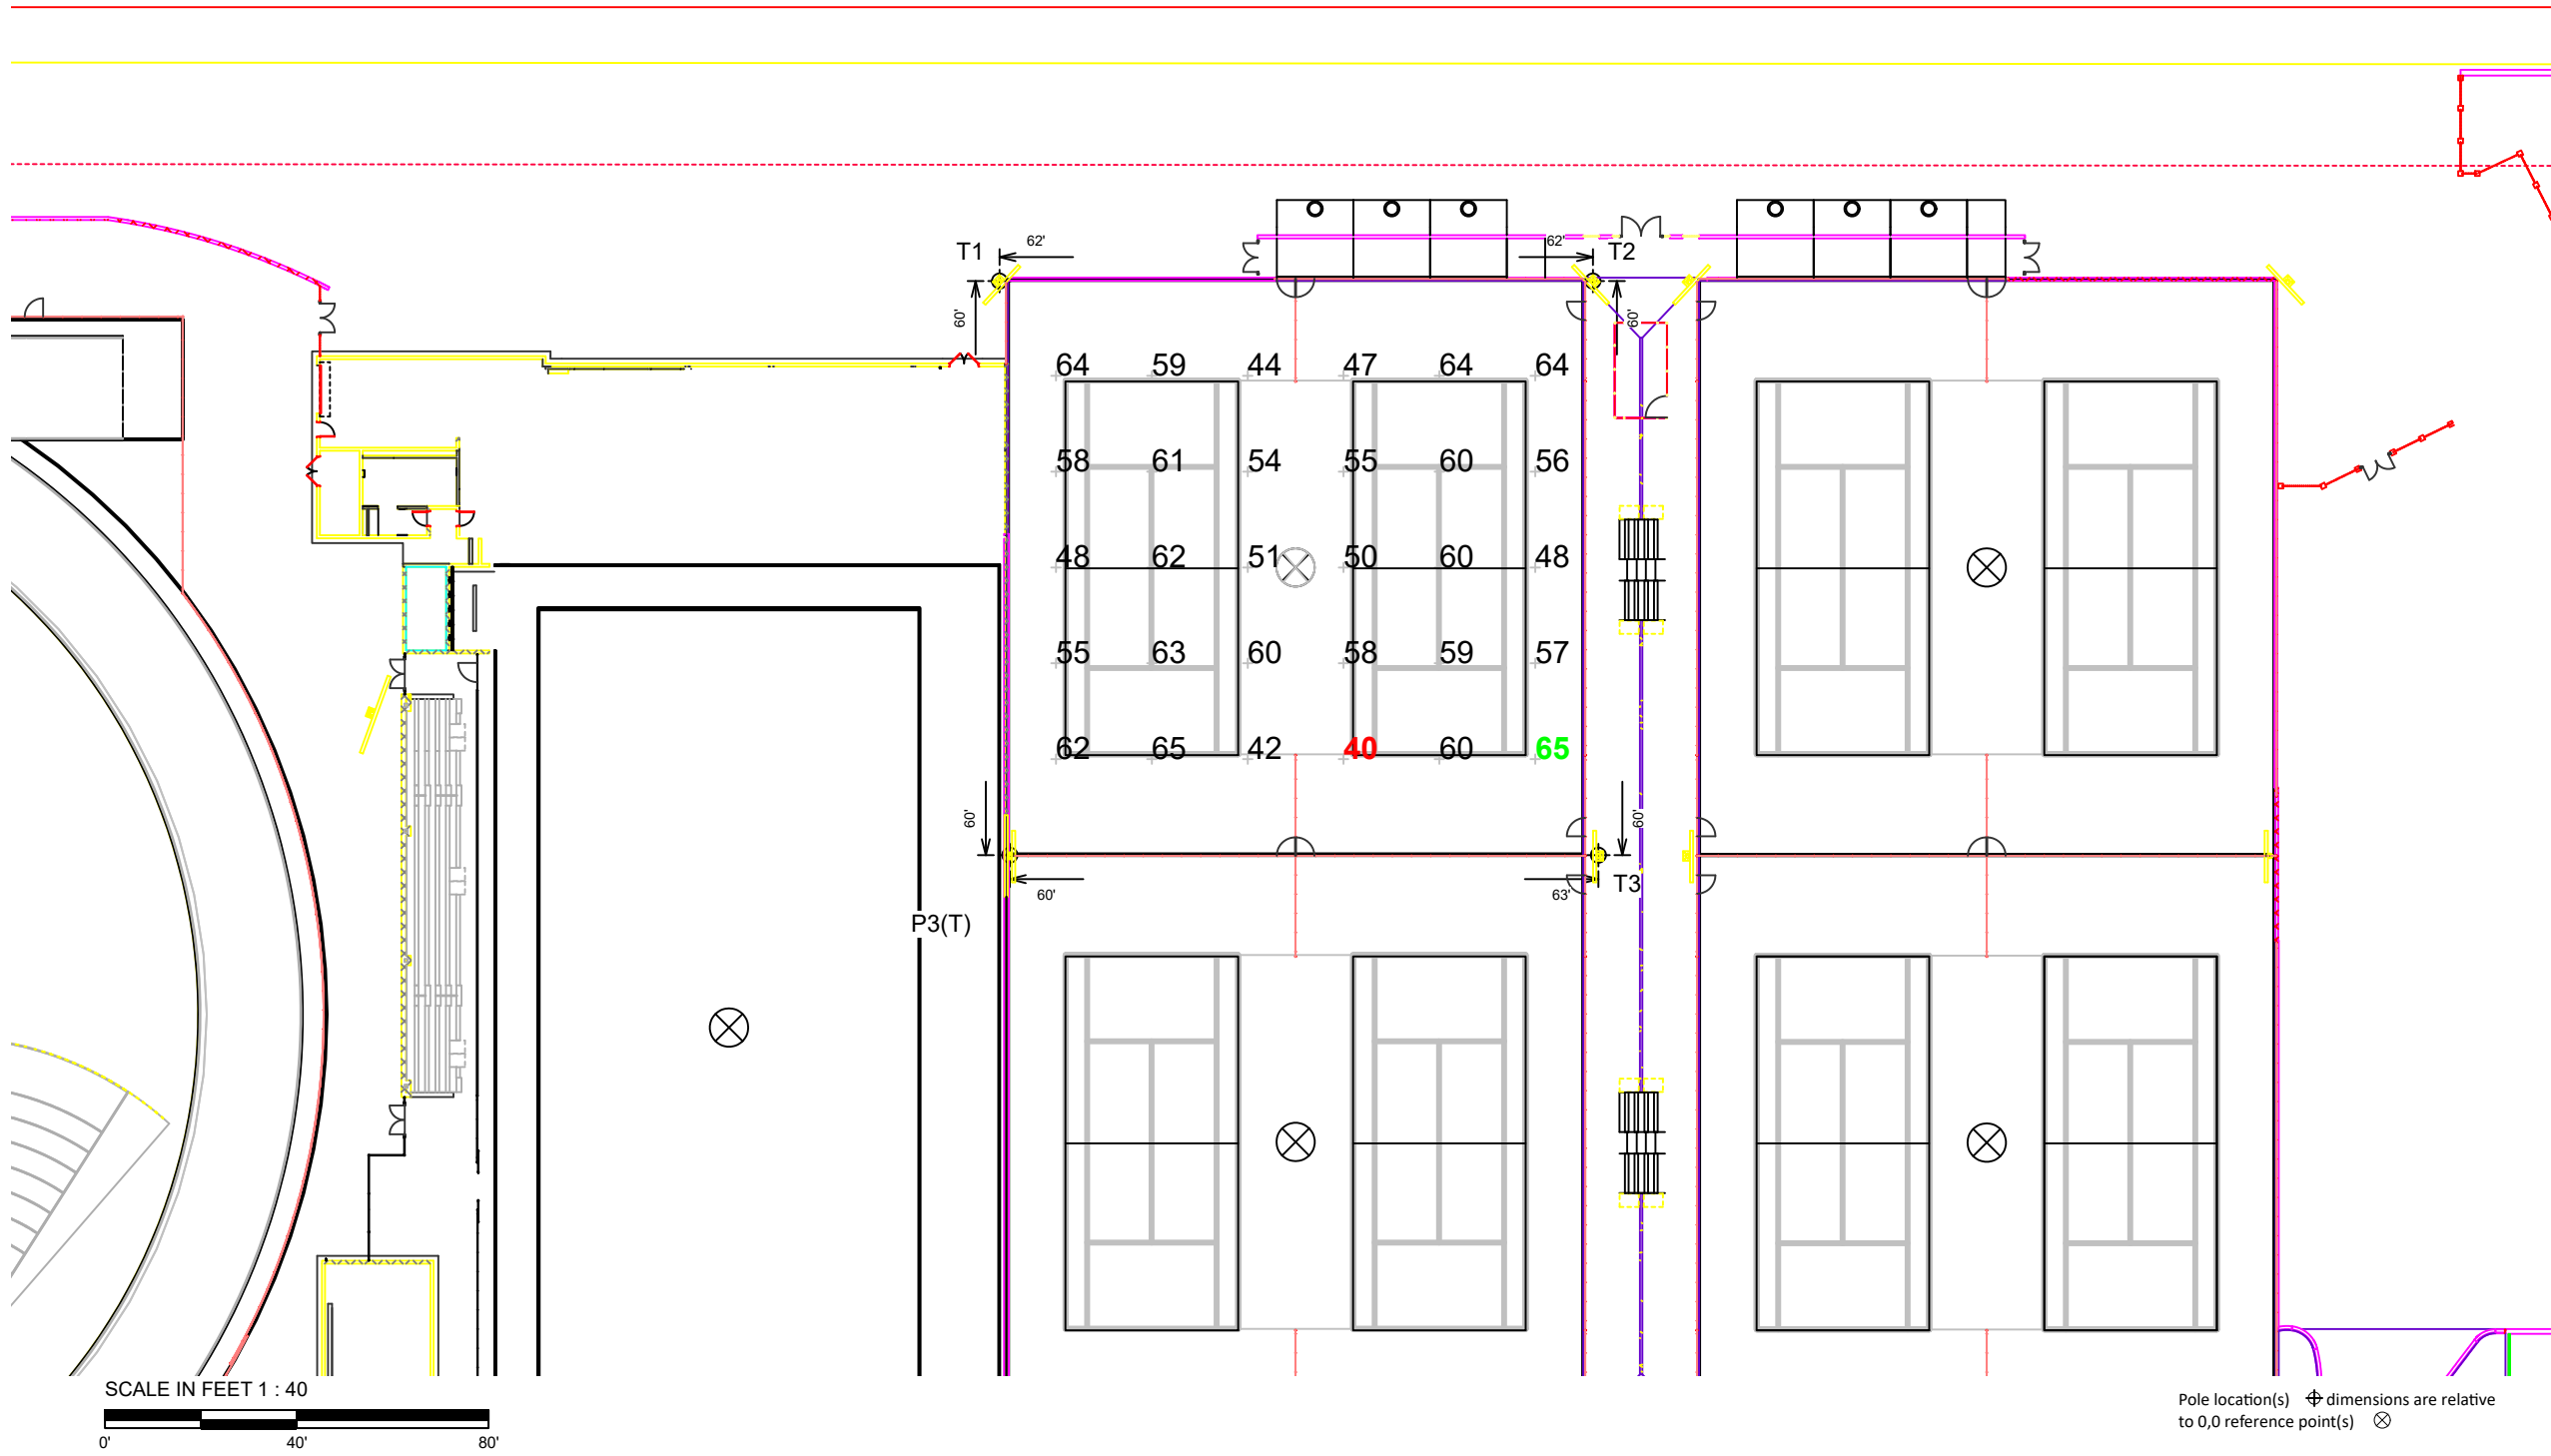 62' 62'
T1 T2
60' 60'
64 59 44 47 64 64
58 61 54 55 60 56
48 62 51 50 60 48
55 63 60 58 59 57
62 65 42 40 60 65
60' 60'
T3
60' 63'
P3(T)
SCALE IN FEET 1 : 40
0' 40' 80'
Pole location(s) dimensions are relative
to 0,0 reference point(s)